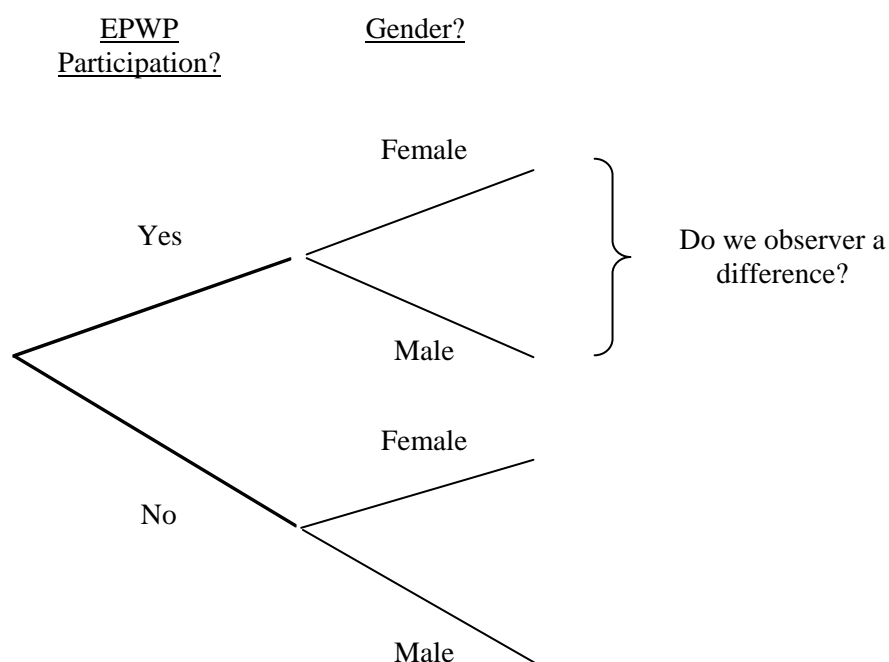 EPWP
Participation?
Gender?
Female
Yes
Do we observer a
difference?
Male
Female
No
Male